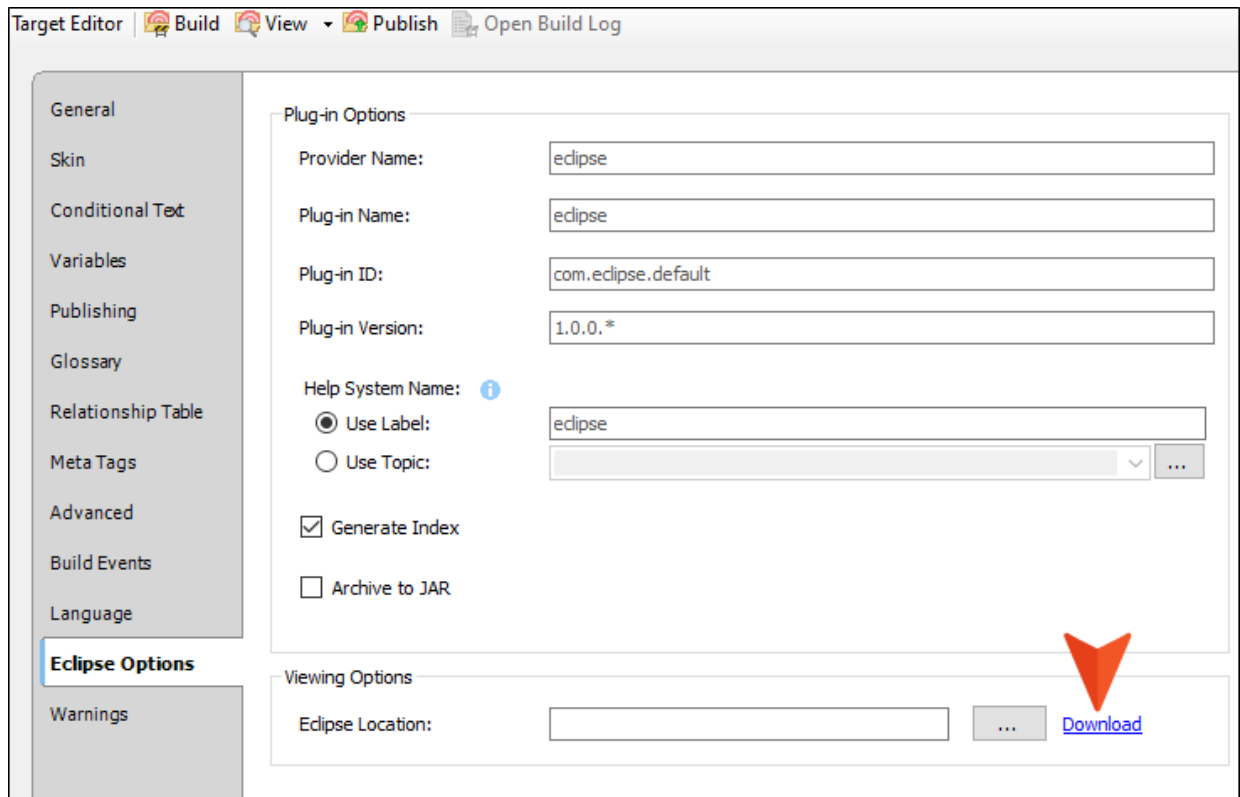 Target Editor Build View Publish Open Build Log
General
Skin
Conditional Text
Variables
Publishing
Glossary
Relationship Table
Meta Tags
Advanced
Build Events
Language
Eclipse Options
Warnings
Plug-in Options
Provider Name: eclipse
Plug-in Name: eclipse
Plug-in ID: com.eclipse.default
Plug-in Version: 1.0.0.*
Help System Name:
Use Label: eclipse
Use Topic: ...
Generate Index
Archive to JAR
Viewing Options
Eclipse Location: ... Download